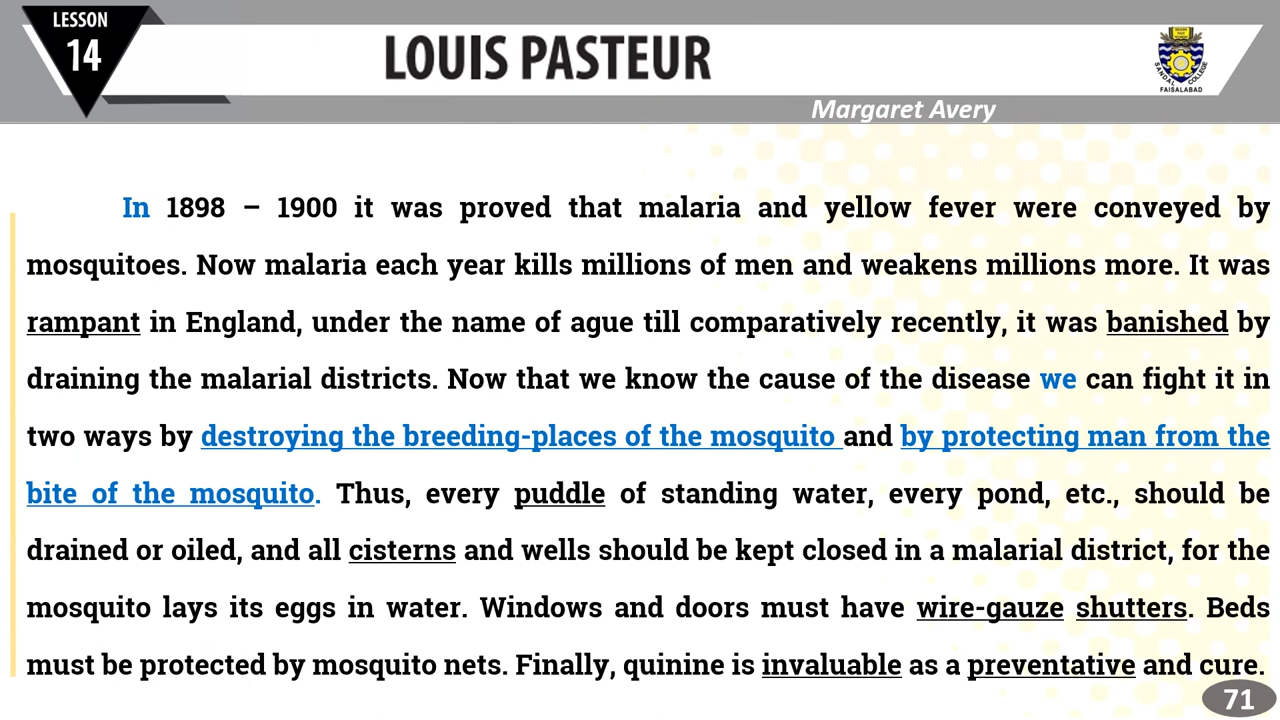 LESSON
14
LOUIS PASTEUR
SANDAL COLLEGE
FAISALABAD
Margaret Avery
In 1898 – 1900 it was proved that malaria and yellow fever were conveyed by
mosquitoes. Now malaria each year kills millions of men and weakens millions more. It was
rampant in England, under the name of ague till comparatively recently, it was banished by
draining the malarial districts. Now that we know the cause of the disease we can fight it in
two ways by destroying the breeding-places of the mosquito and by protecting man from the
bite of the mosquito. Thus, every puddle of standing water, every pond, etc., should be
drained or oiled, and all cisterns and wells should be kept closed in a malarial district, for the
mosquito lays its eggs in water. Windows and doors must have wire-gauze shutters. Beds
must be protected by mosquito nets. Finally, quinine is invaluable as a preventative and cure.
71